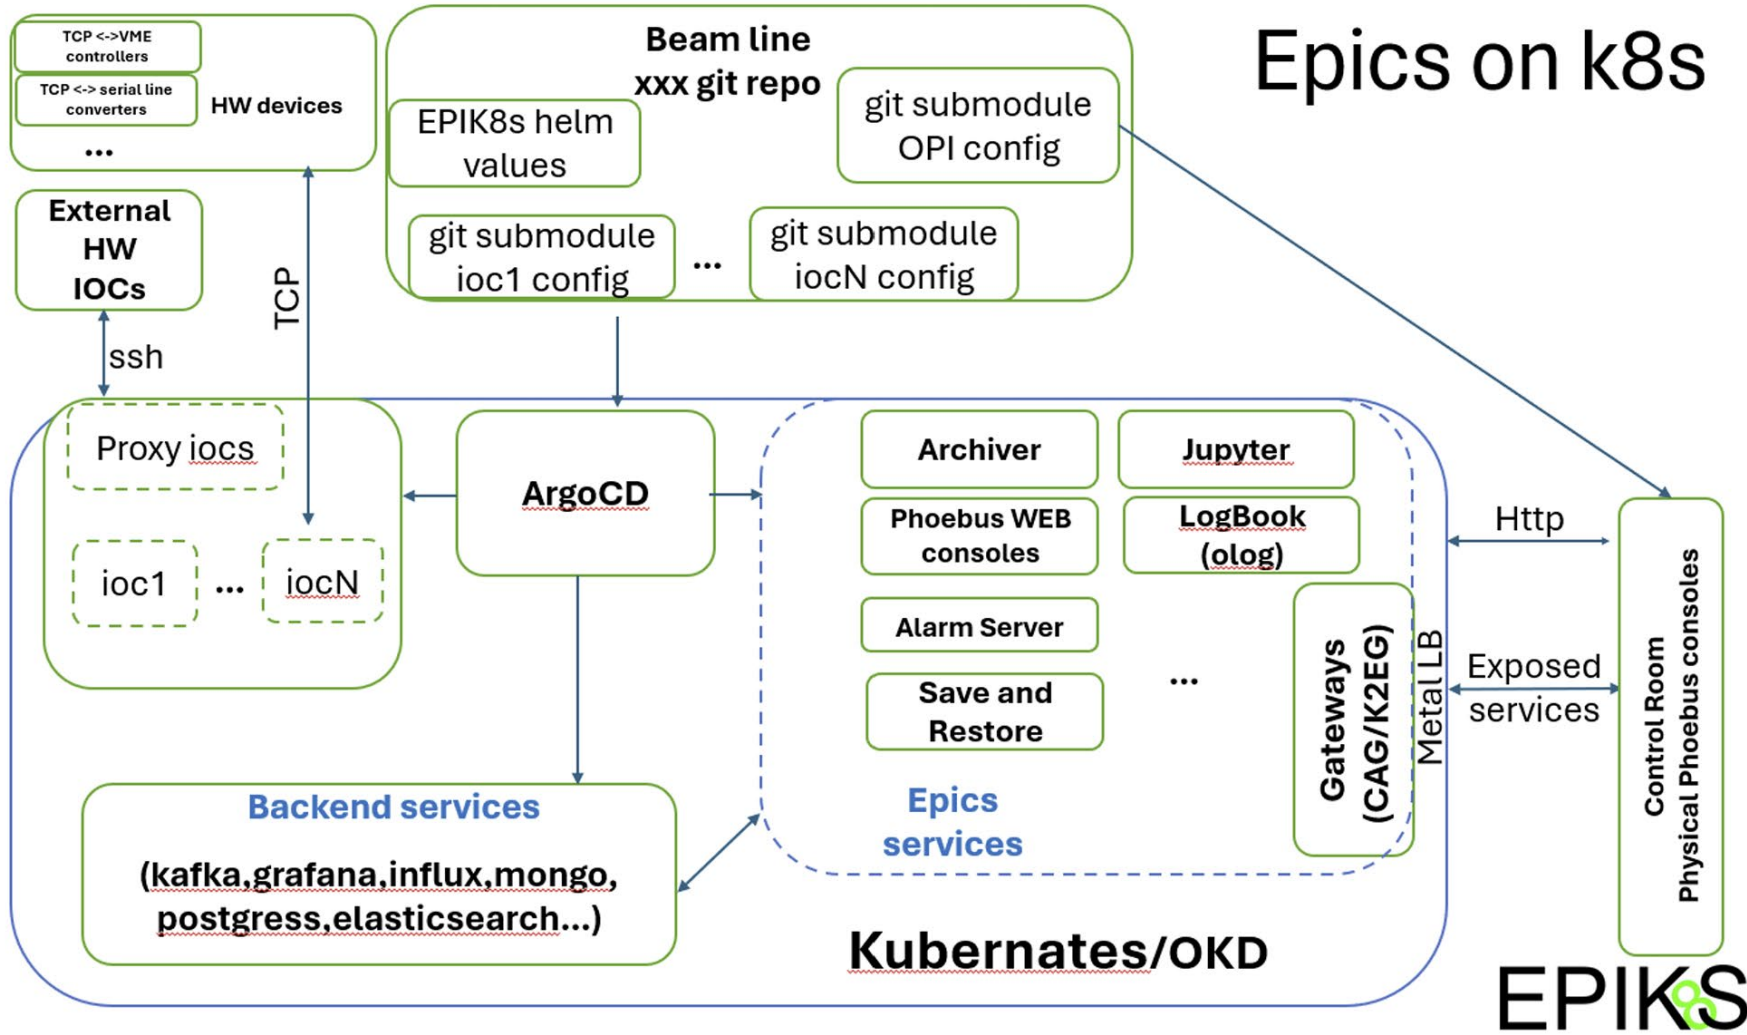 Epics on k8s
TCP <->VME
controllers
TCP <-> serial line
converters
HW devices
...
External
HW
IOCs
ssh
TCP
Beam line
xxx git repo
EPIK8s helm
values
git submodule
OPI config
git submodule
ioc1 config
...
git submodule
iocN config
Proxy iocs
ioc1
...
iocN
ArgoCD
Archiver
Jupyter
Phoebus WEB
consoles
LogBook
(olog)
Alarm Server
Save and
Restore
...
Gateways
(CAG/K2EG)
Metal LB
Epics
services
Http
Exposed
services
Control Room
Physical Phoebus consoles
Backend services
(kafka,grafana,influx,mongo,
postgress,elasticsearch...)
Kubernates/OKD
EPIK8S